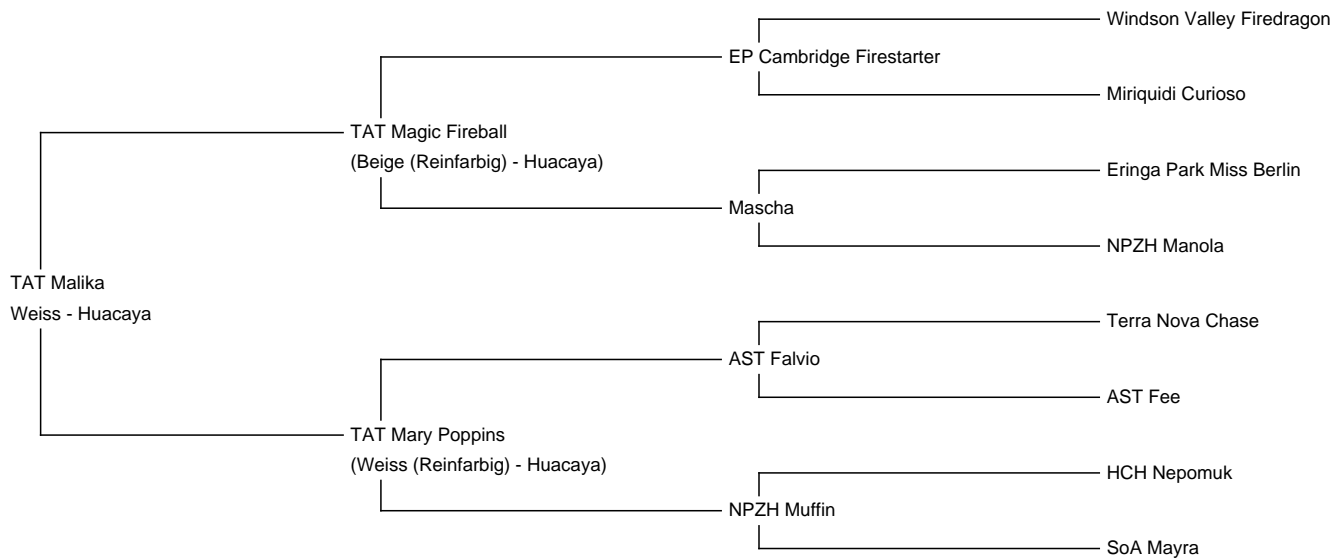 Windson Valley Firedragon
EP Cambridge Firestarter
Miriquidi Curioso
TAT Magic Fireball
(Beige (Reinfarbig) - Huacaya)
Eringa Park Miss Berlin
Mascha
NPZH Manola
TAT Malika
Weiss - Huacaya
Terra Nova Chase
AST Falvio
AST Fee
TAT Mary Poppins
(Weiss (Reinfarbig) - Huacaya)
HCH Nepomuk
NPZH Muffin
SoA Mayra